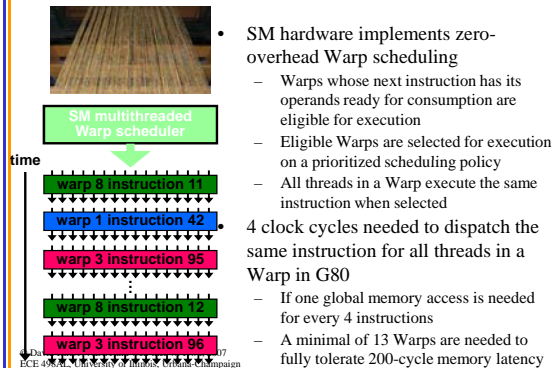 SM multithreaded
Warp scheduler
time
warp 8 instruction 11
warp 1 instruction 42
warp 3 instruction 95
warp 8 instruction 12
warp 3 instruction 96
• SM hardware implements zero-
overhead Warp scheduling
– Warps whose next instruction has its
operands ready for consumption are
eligible for execution
– Eligible Warps are selected for execution
on a prioritized scheduling policy
– All threads in a Warp execute the same
instruction when selected
• 4 clock cycles needed to dispatch the
same instruction for all threads in a
Warp in G80
– If one global memory access is needed
for every 4 instructions
– A minimal of 13 Warps are needed to
fully tolerate 200-cycle memory latency
© Dav 07
ECE 498AL, University of Illinois, Urbana-Champaign